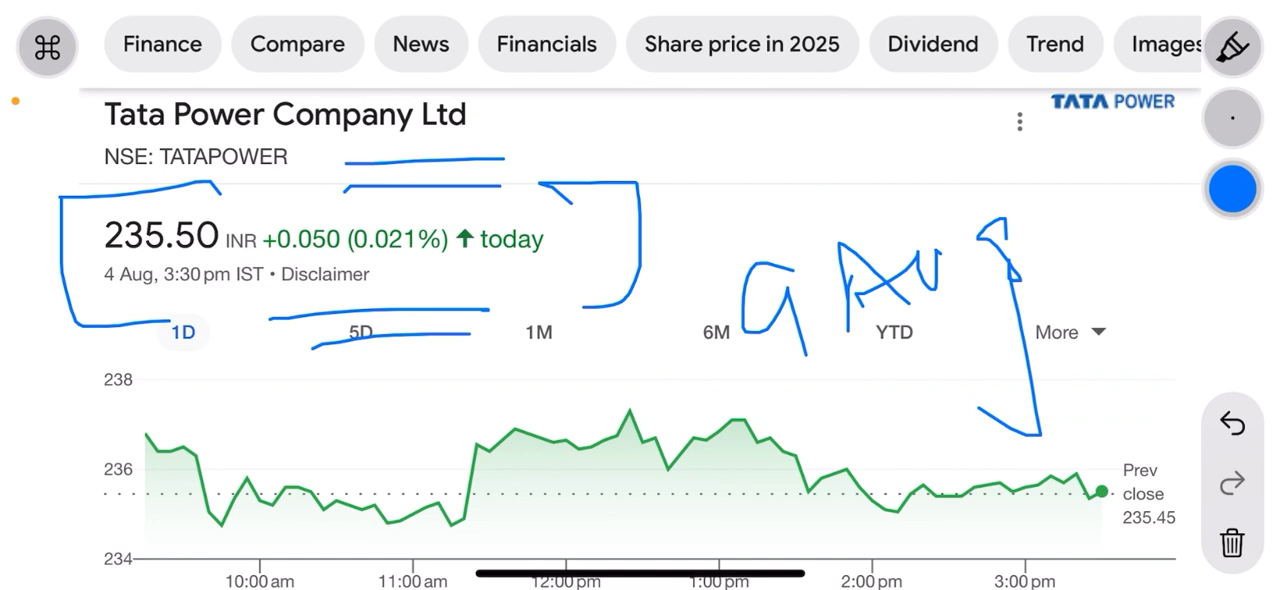 Finance Compare News Financials Share price in 2025 Dividend Trend Images
Tata Power Company Ltd
TATA POWER
NSE: TATAPOWER
235.50 INR +0.050 (0.021%) ↑ today
4 Aug, 3:30 pm IST • Disclaimer
1D 5D 1M 6M YTD More
238
236
234
Prev
close
235.45
10:00 am 11:00 am 12:00 pm 1:00 pm 2:00 pm 3:00 pm